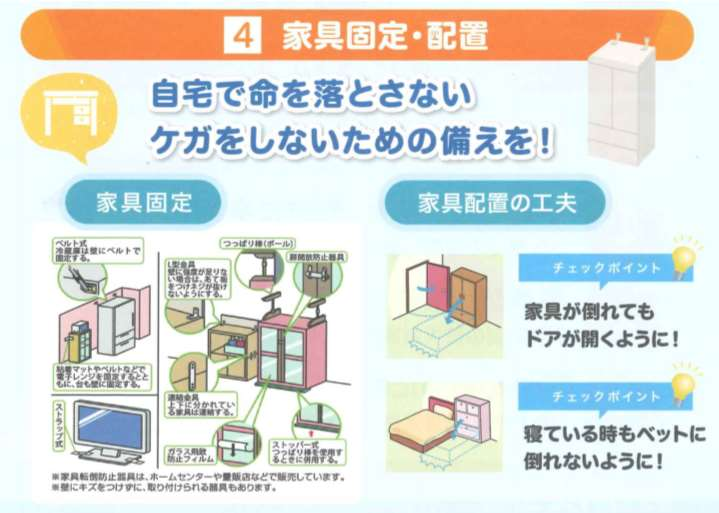 4 家具固定・配置
自宅で命を落とさない
ケガをしないための備えを!
家具固定
ベルト式
冷蔵庫は壁にベルトで
固定する。
粘着マットやベルトなどで
電子レンジを固定するとと
もに、台も壁に固定する。
ストラップ式
L型金具
壁に強度が足りな
い場合は、あて板
をつけネジが抜け
ないようにする。
つっぱり棒(ポール)
扉開放防止器具
連結金具
上下に分かれてい
る家具は連結する。
ガラス飛散
防止フィルム
ストッパー式
つっぱり棒を使用す
るときに併用する。
※家具転倒防止器具は、ホームセンターや量販店などで販売しています。
※壁にキズをつけずに、取り付けられる器具もあります。
家具配置の工夫
チェックポイント
家具が倒れても
ドアが開くように!
チェックポイント
寝ている時もベットに
倒れないように!